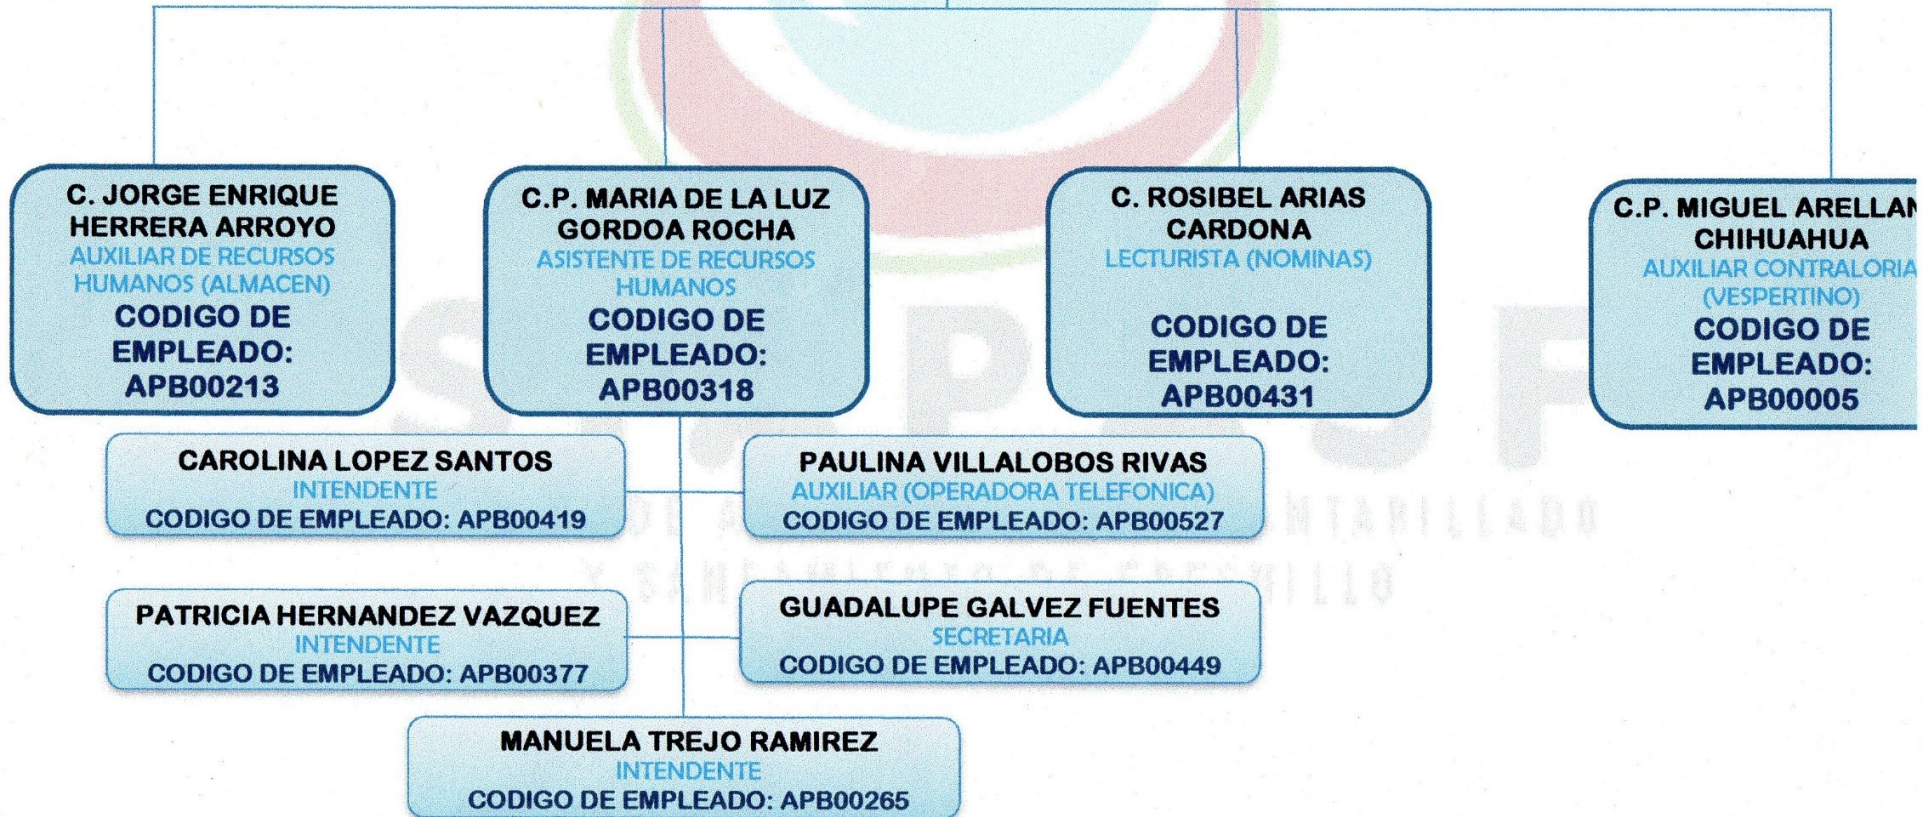 C. JORGE ENRIQUE
HERRERA ARROYO
AUXILIAR DE RECURSOS
HUMANOS (ALMACEN)
CODIGO DE
EMPLEADO:
APB00213
C.P. MARIA DE LA LUZ
GORDOA ROCHA
ASISTENTE DE RECURSOS
HUMANOS
CODIGO DE
EMPLEADO:
APB00318
C. ROSIBEL ARIAS
CARDONA
LECTURISTA (NOMINAS)
CODIGO DE
EMPLEADO:
APB00431
C.P. MIGUEL ARELLAN
CHIHUAHUA
AUXILIAR CONTRALORIA
(VESPERTINO)
CODIGO DE
EMPLEADO:
APB00005
CAROLINA LOPEZ SANTOS
INTENDENTE
CODIGO DE EMPLEADO: APB00419
PAULINA VILLALOBOS RIVAS
AUXILIAR (OPERADORA TELEFONICA)
CODIGO DE EMPLEADO: APB00527
PATRICIA HERNANDEZ VAZQUEZ
INTENDENTE
CODIGO DE EMPLEADO: APB00377
GUADALUPE GALVEZ FUENTES
SECRETARIA
CODIGO DE EMPLEADO: APB00449
MANUELA TREJO RAMIREZ
INTENDENTE
CODIGO DE EMPLEADO: APB00265